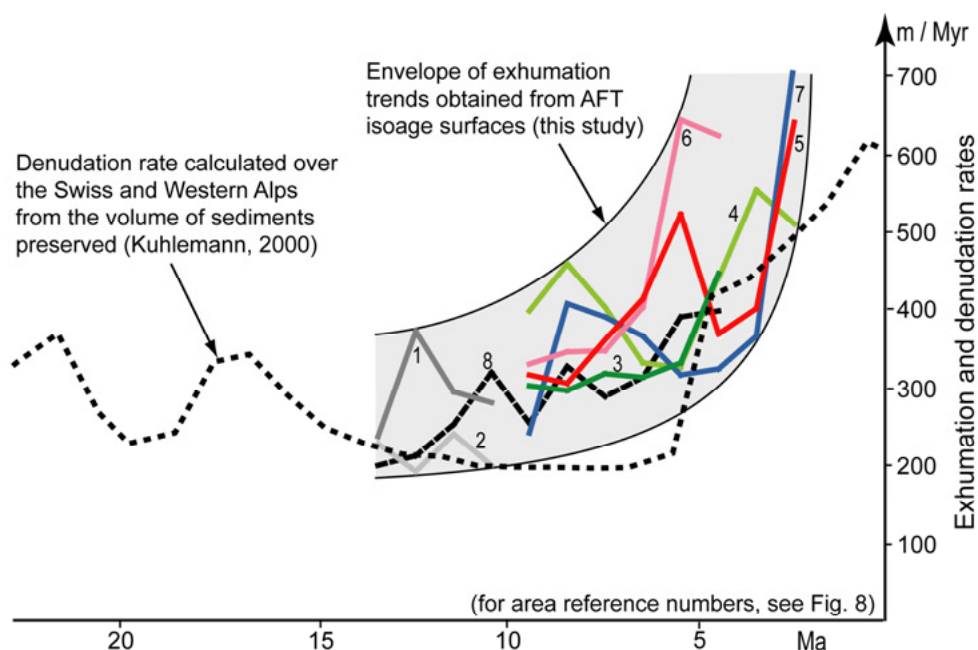 m / Myr
Envelope of exhumation
trends obtained from AFT
isoage surfaces (this study)
Denudation rate calculated over
the Swiss and Western Alps
from the volume of sediments
preserved (Kuhlemann, 2000)
700
600
500
400
300
200
100
Exhumation and denudation rates
1
2
3
4
5
6
7
8
(for area reference numbers, see Fig. 8)
20
15
10
5
Ma